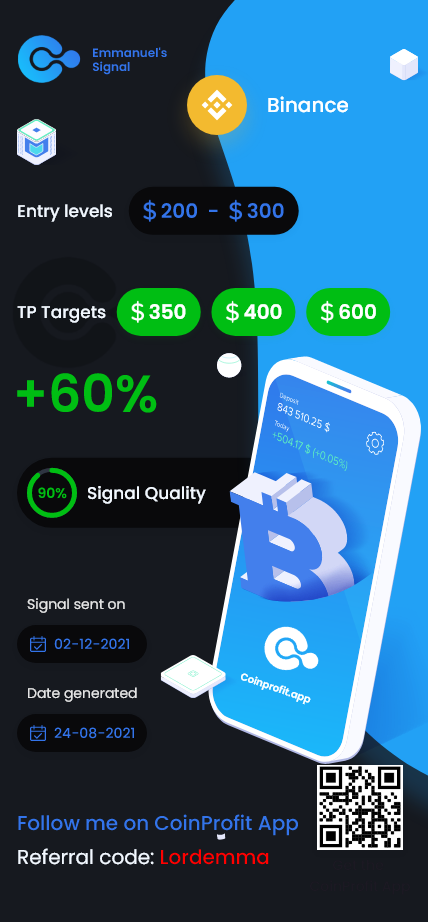 Emmanuel's
Signal
Binance
Entry levels $ 200 - $ 300
TP Targets $ 350 $ 400 $ 600
+60%
Deposit
843 510.25 $
Today
+504.17 $ (+0.05%)
90% Signal Quality
Signal sent on
02-12-2021
Coinprofit.app
Date generated
24-08-2021
Follow me on CoinProfit App
Referral code: Lordemma